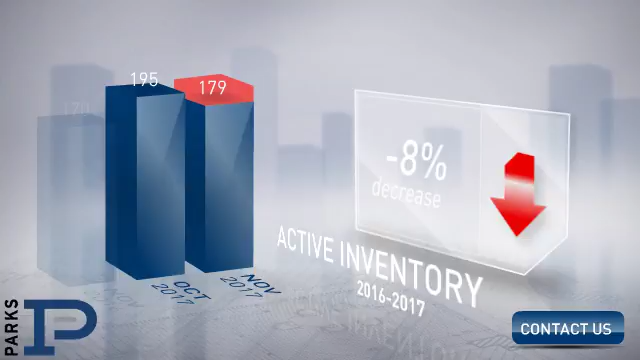 195
179
OCT
2017
NOV
2017
-8%
decrease
ACTIVE INVENTORY
2016-2017
PARKS
P
CONTACT US